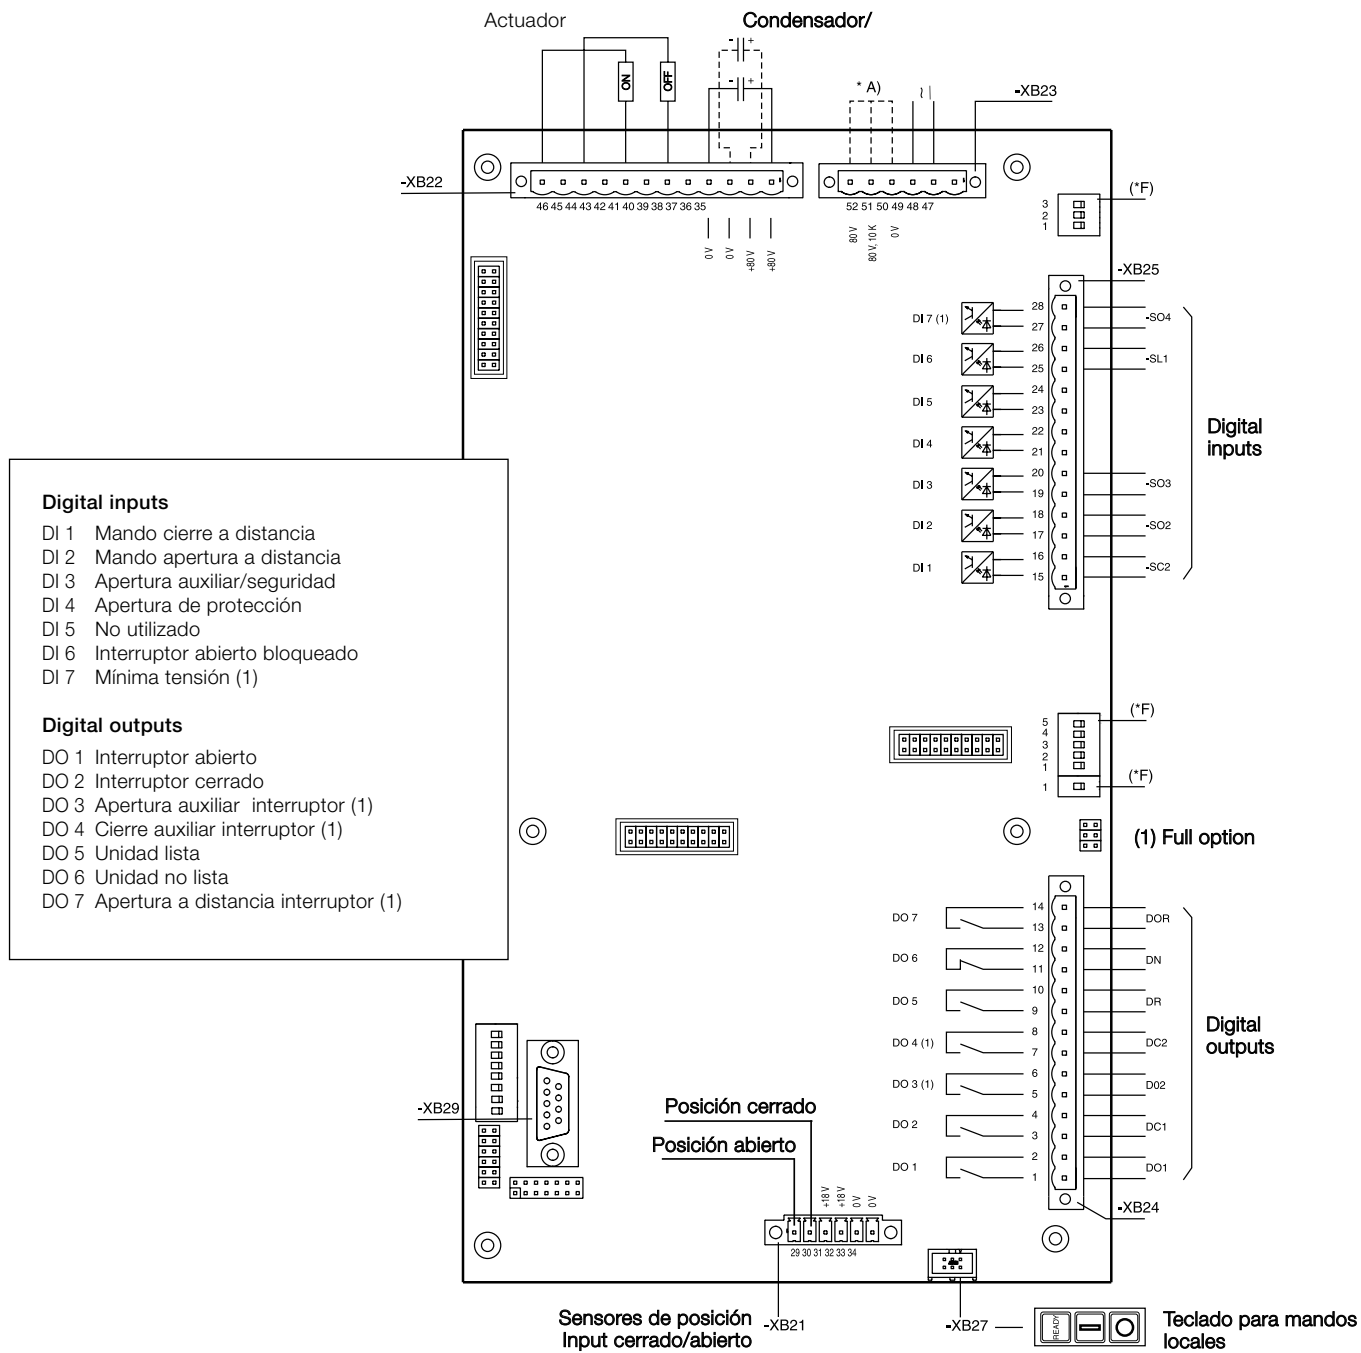 Actuador
Condensador/
- +
- +
ON
OFF
* A)
-XB23
-XB22
46 45 44 43 42 41 40 39 38 37 36 35
0 V
0 V
+80 V
+80 V
52 51 50 49 48 47
80 V
80 V, 10 K
0 V
(*F)
3
2
1
-XB25
DI 7 (1)
28
27
-SO4
DI 6
26
25
-SL1
DI 5
24
23
DI 4
22
21
DI 3
20
19
-SO3
DI 2
18
17
-SO2
DI 1
16
15
-SC2
Digital
inputs
Digital inputs
DI 1 Mando cierre a distancia
DI 2 Mando apertura a distancia
DI 3 Apertura auxiliar/seguridad
DI 4 Apertura de protección
DI 5 No utilizado
DI 6 Interruptor abierto bloqueado
DI 7 Mínima tensión (1)
Digital outputs
DO 1 Interruptor abierto
DO 2 Interruptor cerrado
DO 3 Apertura auxiliar interruptor (1)
DO 4 Cierre auxiliar interruptor (1)
DO 5 Unidad lista
DO 6 Unidad no lista
DO 7 Apertura a distancia interruptor (1)
(*F)
5
4
3
2
1
(*F)
1
(1) Full option
DO 7
14
13
DOR
DO 6
12
11
DN
DO 5
10
9
DR
DO 4 (1)
8
7
DC2
DO 3 (1)
6
5
D02
DO 2
4
3
DC1
DO 1
2
1
DO1
Digital
outputs
-XB24
-XB29
Posición cerrado
Posición abierto
+18 V
+18 V
0 V
0 V
29 30 31 32 33 34
Sensores de posición
Input cerrado/abierto
-XB21
-XB27
READY
Teclado para mandos
locales